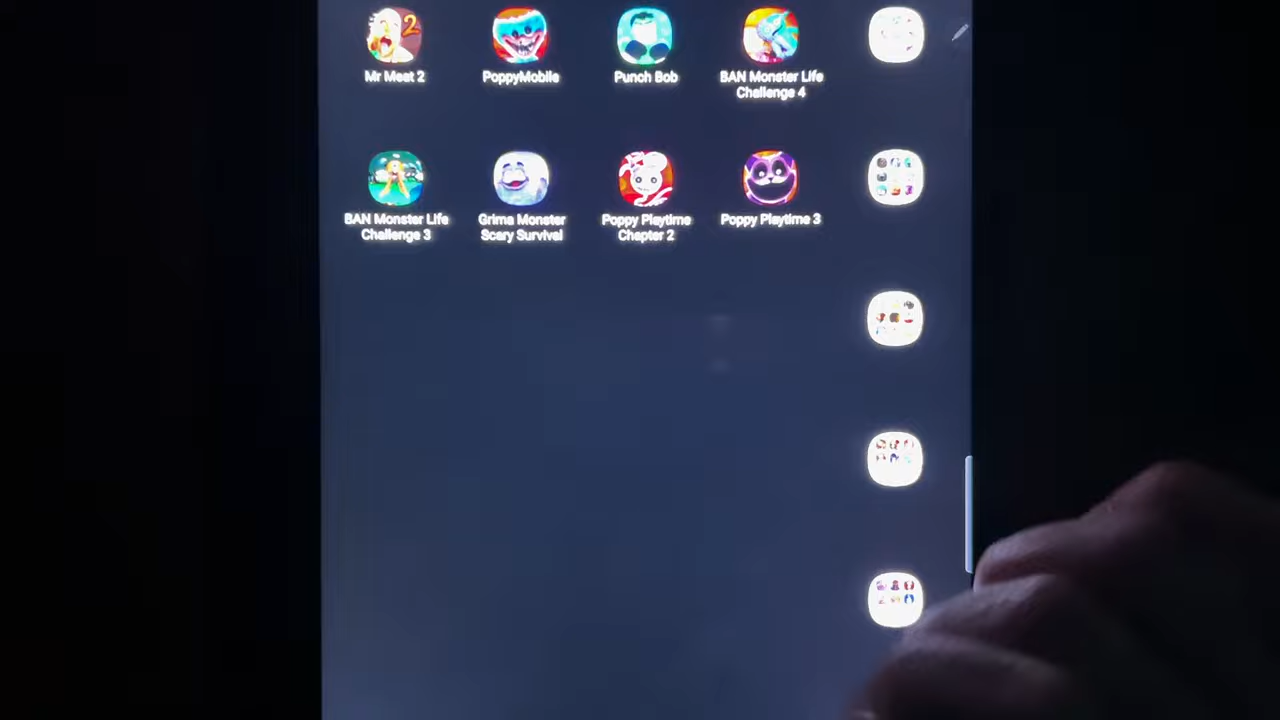 2
Mr Meat 2
PoppyMobile
Punch Bob
BAN Monster Life
Challenge 4
BAN Monster Life
Challenge 3
Grima Monster
Scary Survival
Poppy Playtime
Chapter 2
Poppy Playtime 3